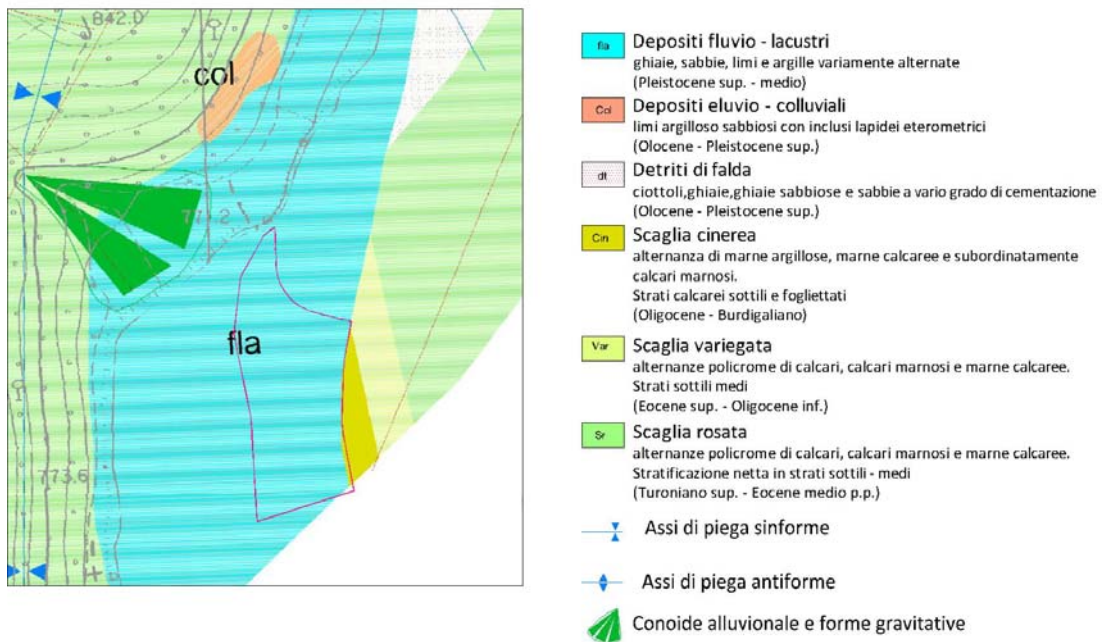 842.0
col
771.2
fla
773.6
fla
Depositi fluvio - lacustri
ghiaie, sabbie, limi e argille variamente alternate
(Pleistocene sup. - medio)
Col
Depositi eluvio - colluviali
limi argilloso sabbiosi con inclusi lapidei eterometrici
(Olocene - Pleistocene sup.)
dt
Detriti di falda
ciottoli,ghiaie,ghiaie sabbiose e sabbie a vario grado di cementazione
(Olocene - Pleistocene sup.)
Cin
Scaglia cinerea
alternanza di marne argillose, marne calcaree e subordinatamente
calcari marnosi.
Strati calcarei sottili e fogliettati
(Oligocene - Burdigaliano)
Var
Scaglia variegata
alternanze policrome di calcari, calcari marnosi e marne calcaree.
Strati sottili medi
(Eocene sup. - Oligocene inf.)
Sr
Scaglia rosata
alternanze policrome di calcari, calcari marnosi e marne calcaree.
Stratificazione netta in strati sottili - medi
(Turoniano sup. - Eocene medio p.p.)
Assi di piega sinforme
Assi di piega antiforme
Conoide alluvionale e forme gravitative